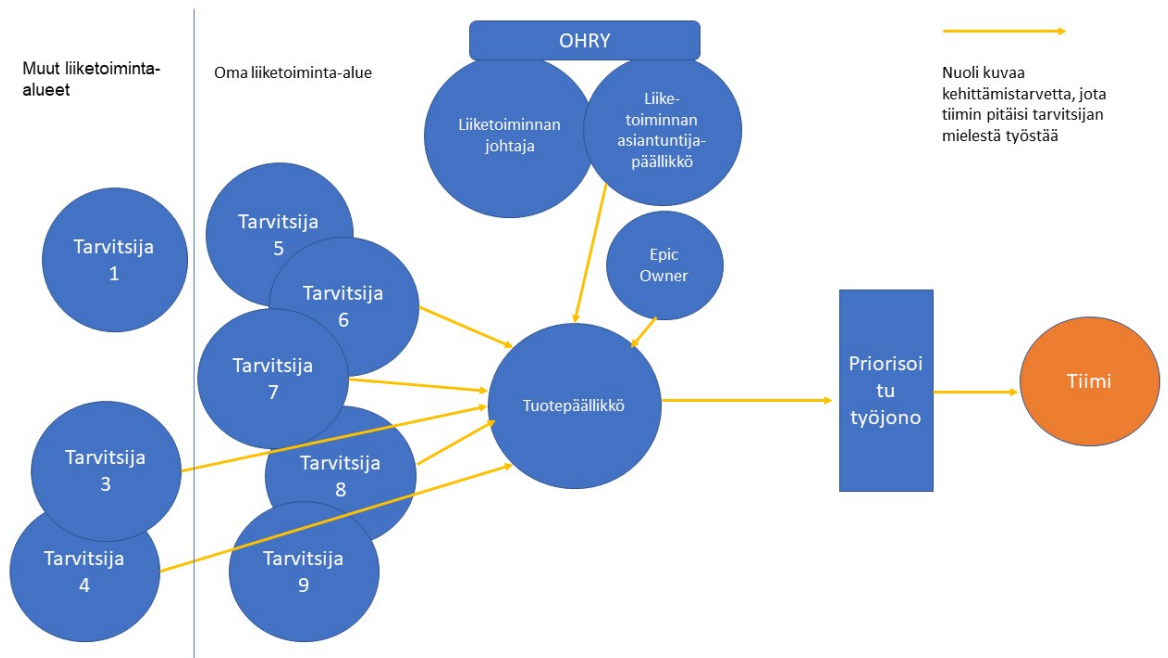 Muut liiketoiminta-
alueet
Oma liiketoiminta-alue
OHRY
Liiketoiminnan
johtaja
Liike-
toiminnan
asiantuntija-
päällikkö
Nuoli kuvaa
kehittämistarvetta, jota
tiimin pitäisi tarvitsijan
mielestä työstää
Tarvitsija
1
Tarvitsija
5
Tarvitsija
6
Epic
Owner
Tarvitsija
7
Tuotepäällikkö
Priorisoi
tu
työjono
Tiimi
Tarvitsija
3
Tarvitsija
8
Tarvitsija
4
Tarvitsija
9